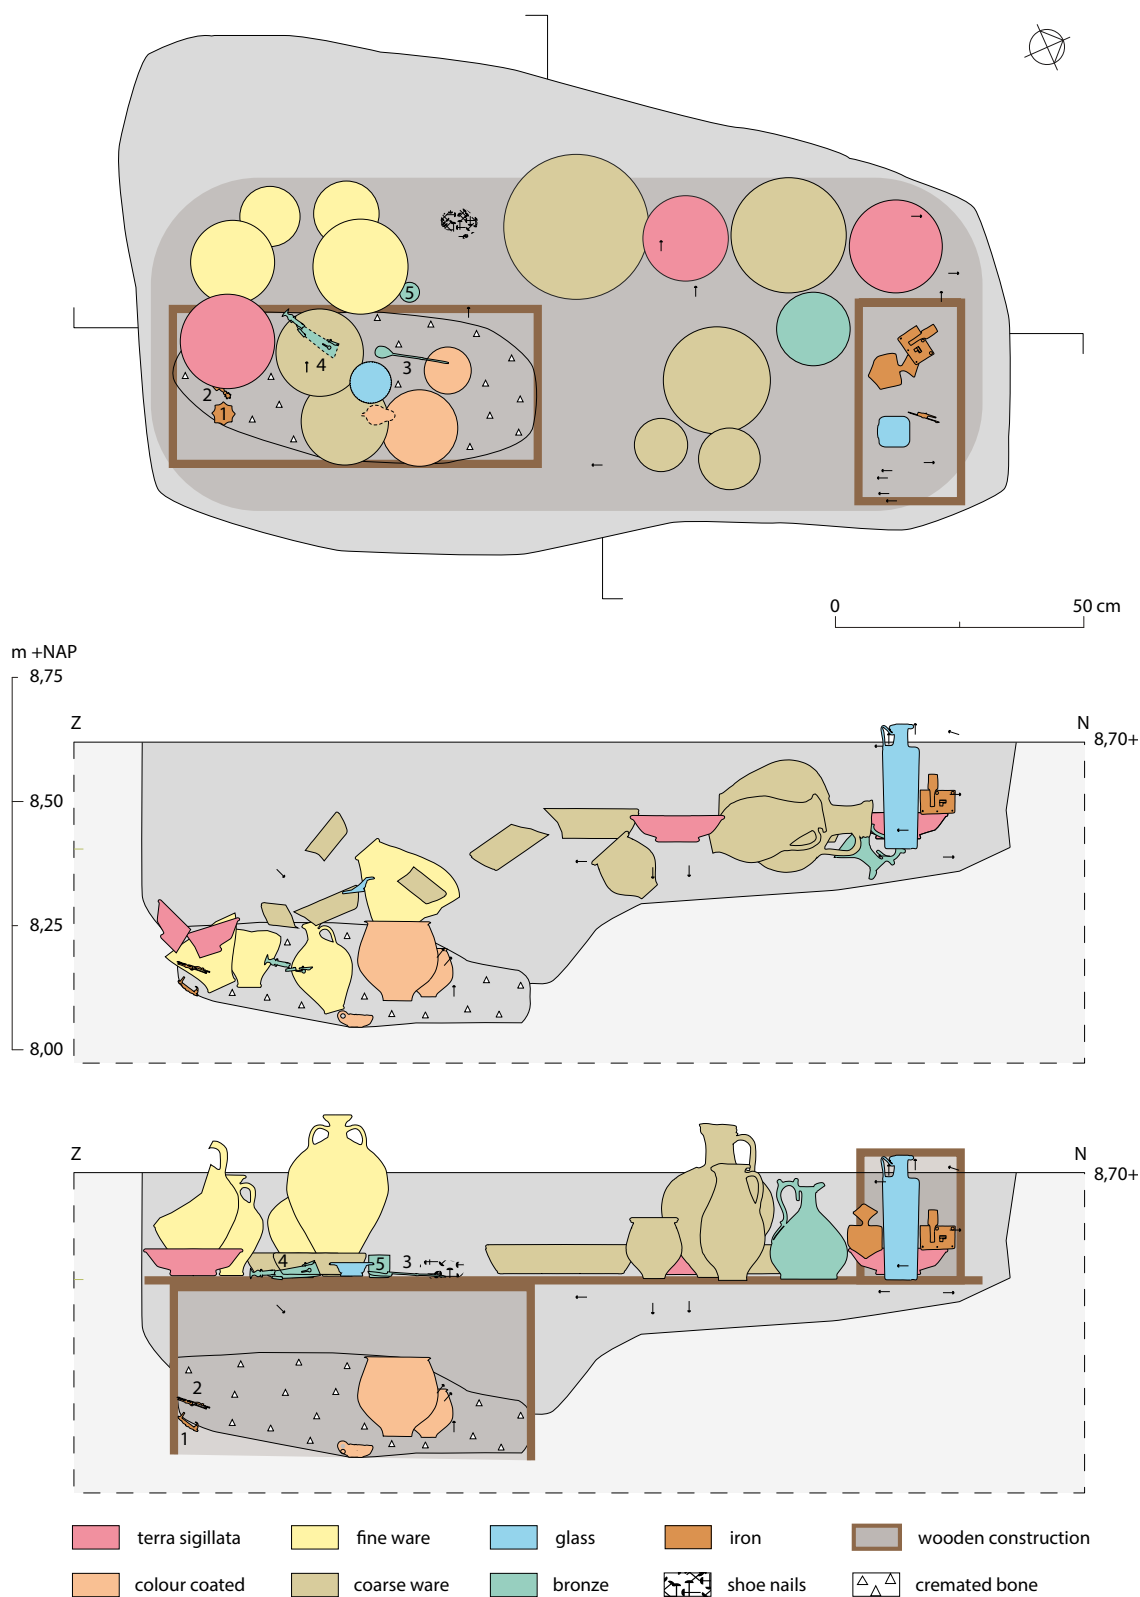 5
4
3
2
1
0 50 cm
m +NAP
8,75
Z N
8,70+
8,50
8,25
8,00
Z N
8,70+
4 5 3
2
1
terra sigillata fine ware glass iron wooden construction
colour coated coarse ware bronze shoe nails cremated bone